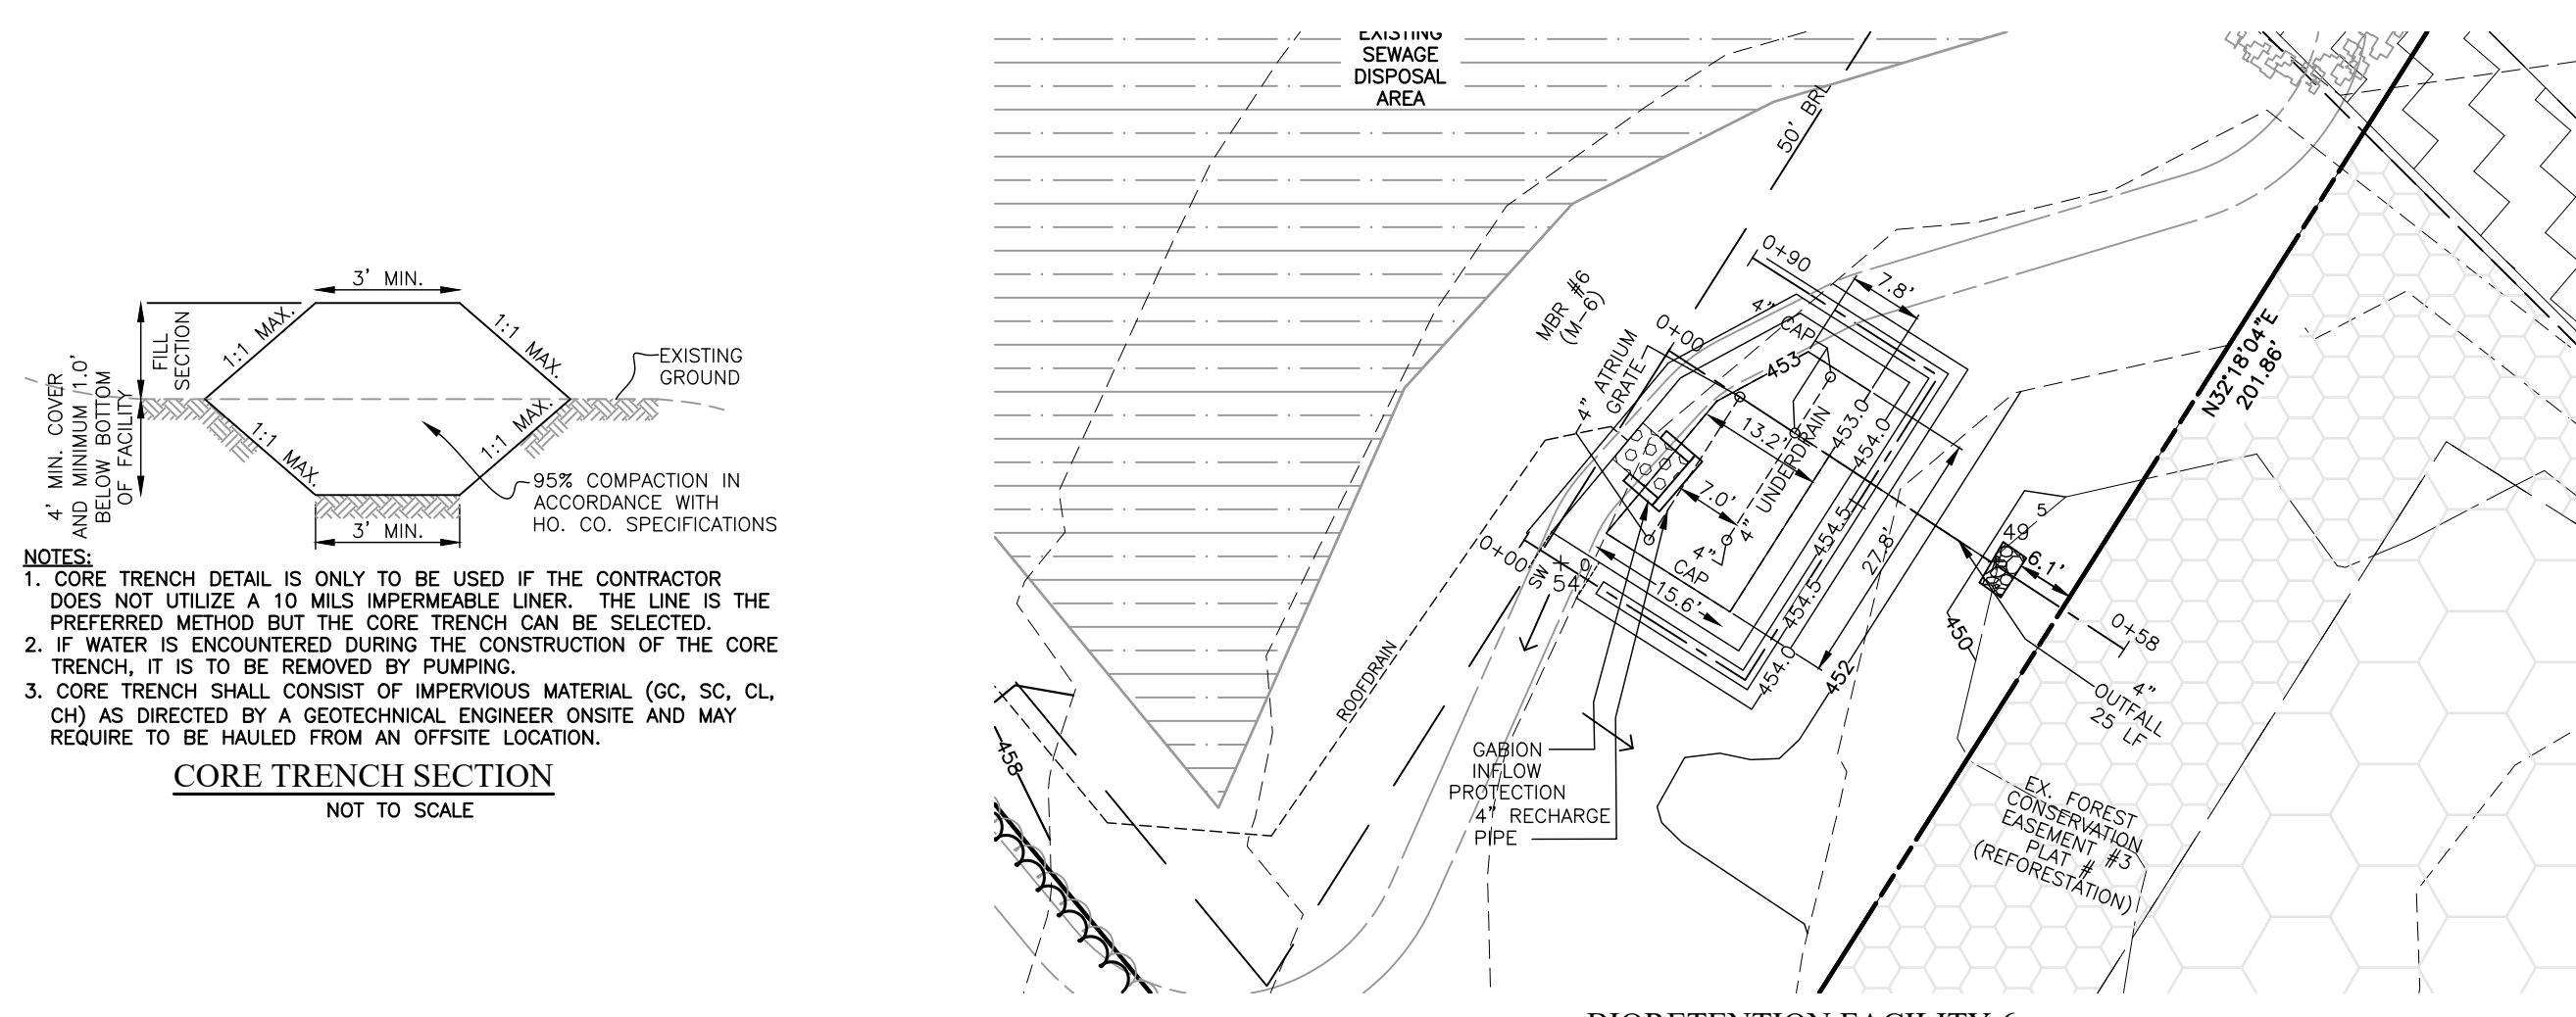 3' MIN.
FILL
SECTION
1:1 MAX.
1:1 MAX.
EXISTING
GROUND
4' MIN. COVER
AND MINIMUM 1.0'
BELOW BOTTOM
OF FACILITY
1:1 MAX.
1:1 MAX.
95% COMPACTION IN
ACCORDANCE WITH
HO. CO. SPECIFICATIONS
3' MIN.
NOTES:
1. CORE TRENCH DETAIL IS ONLY TO BE USED IF THE CONTRACTOR
DOES NOT UTILIZE A 10 MILS IMPERMEABLE LINER. THE LINE IS THE
PREFERRED METHOD BUT THE CORE TRENCH CAN BE SELECTED.
2. IF WATER IS ENCOUNTERED DURING THE CONSTRUCTION OF THE CORE
TRENCH, IT IS TO BE REMOVED BY PUMPING.
3. CORE TRENCH SHALL CONSIST OF IMPERVIOUS MATERIAL (GC, SC, CL,
CH) AS DIRECTED BY A GEOTECHNICAL ENGINEER ONSITE AND MAY
REQUIRE TO BE HAULED FROM AN OFFSITE LOCATION.
CORE TRENCH SECTION
NOT TO SCALE
EXISTING
SEWAGE
DISPOSAL
AREA
50' BRL
0+90
7.8'
MBR #6
(M-6)
4"
CAP
0+00
4" ATRIUM
GRATE
453
13.2'
453.0
454.0
4" UNDERDRAIN
7.0'
454.5
27.8'
4"
CAP
0+00
SW
54
0
15.6'
454.5
454.0
452
N32°18'04"E
201.86'
5
49
6.1'
450
0+58
4"
OUTFALL
25 LF
ROOFDRAIN
458
GABION
INFLOW
PROTECTION
4" RECHARGE
PIPE
EX. FOREST
CONSERVATION
EASEMENT #3
PLAT #
(REFORESTATION)
BIORETENTION FACILITY 6